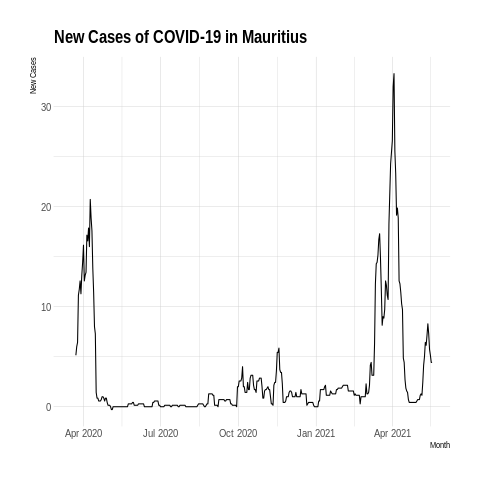 New Cases of COVID-19 in Mauritius
New Cases
30
20
10
0
Apr 2020 Jul 2020 Oct 2020 Jan 2021 Apr 2021
Month